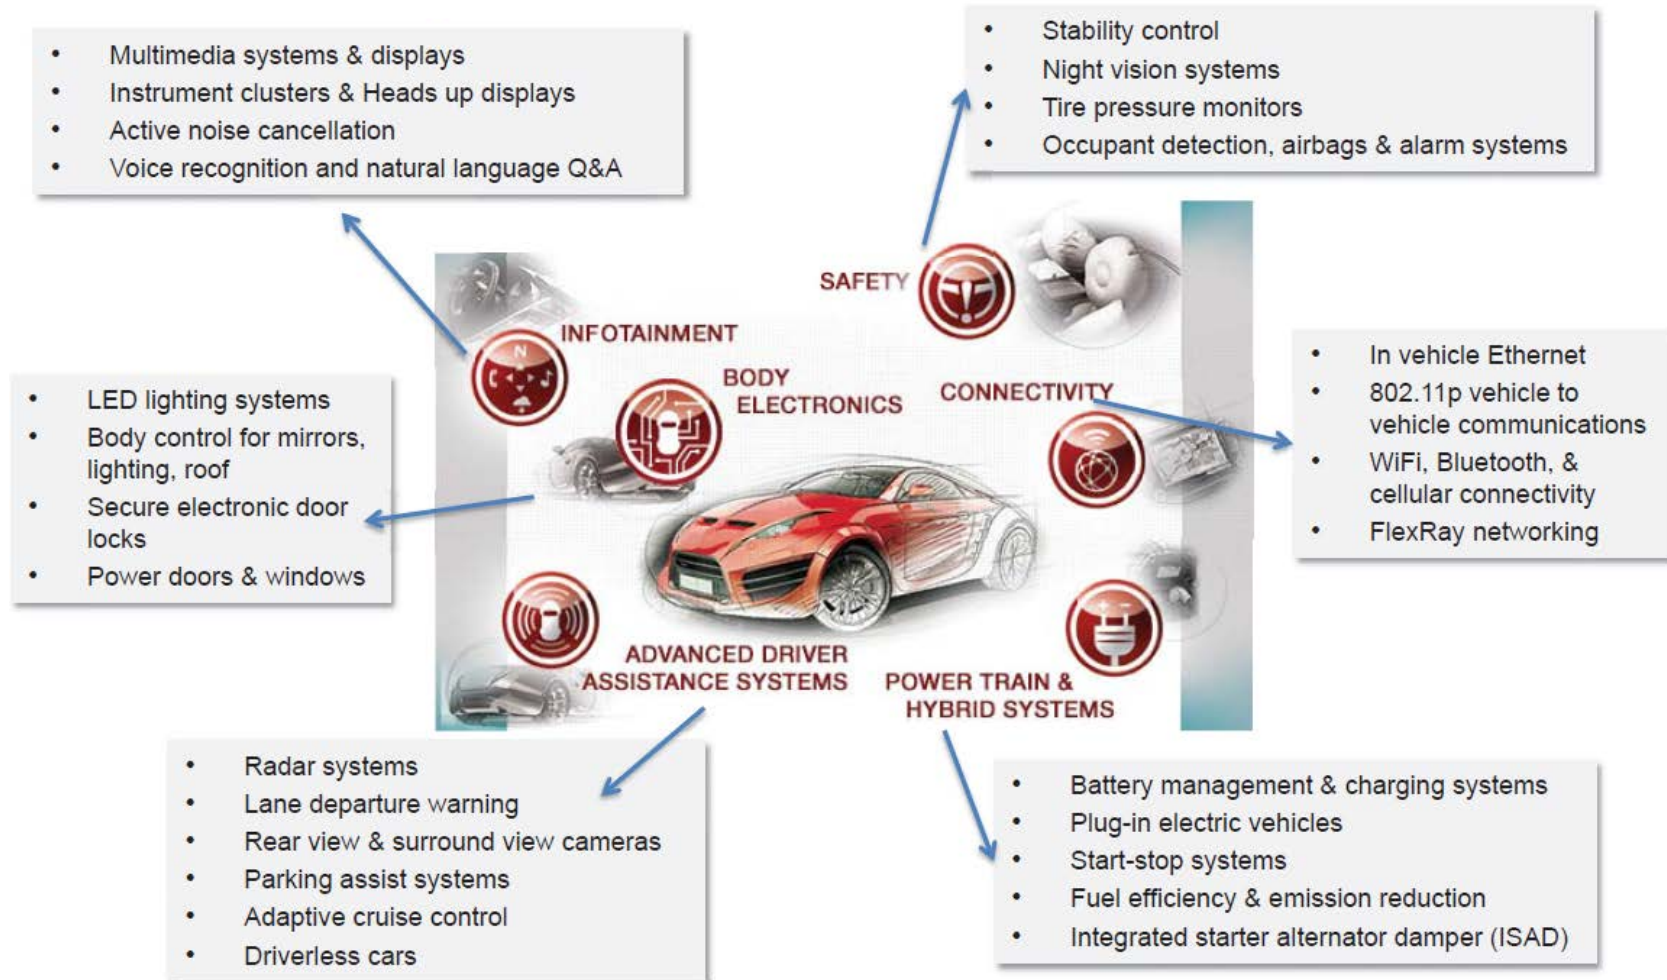 • Multimedia systems & displays
• Instrument clusters & Heads up displays
• Active noise cancellation
• Voice recognition and natural language Q&A
• Stability control
• Night vision systems
• Tire pressure monitors
• Occupant detection, airbags & alarm systems
SAFETY
INFOTAINMENT
N
BODY
ELECTRONICS
CONNECTIVITY
• In vehicle Ethernet
• 802.11p vehicle to
vehicle communications
• WiFi, Bluetooth, &
cellular connectivity
• FlexRay networking
• LED lighting systems
• Body control for mirrors,
lighting, roof
• Secure electronic door
locks
• Power doors & windows
ADVANCED DRIVER
ASSISTANCE SYSTEMS
POWER TRAIN &
HYBRID SYSTEMS
• Radar systems
• Lane departure warning
• Rear view & surround view cameras
• Parking assist systems
• Adaptive cruise control
• Driverless cars
• Battery management & charging systems
• Plug-in electric vehicles
• Start-stop systems
• Fuel efficiency & emission reduction
• Integrated starter alternator damper (ISAD)